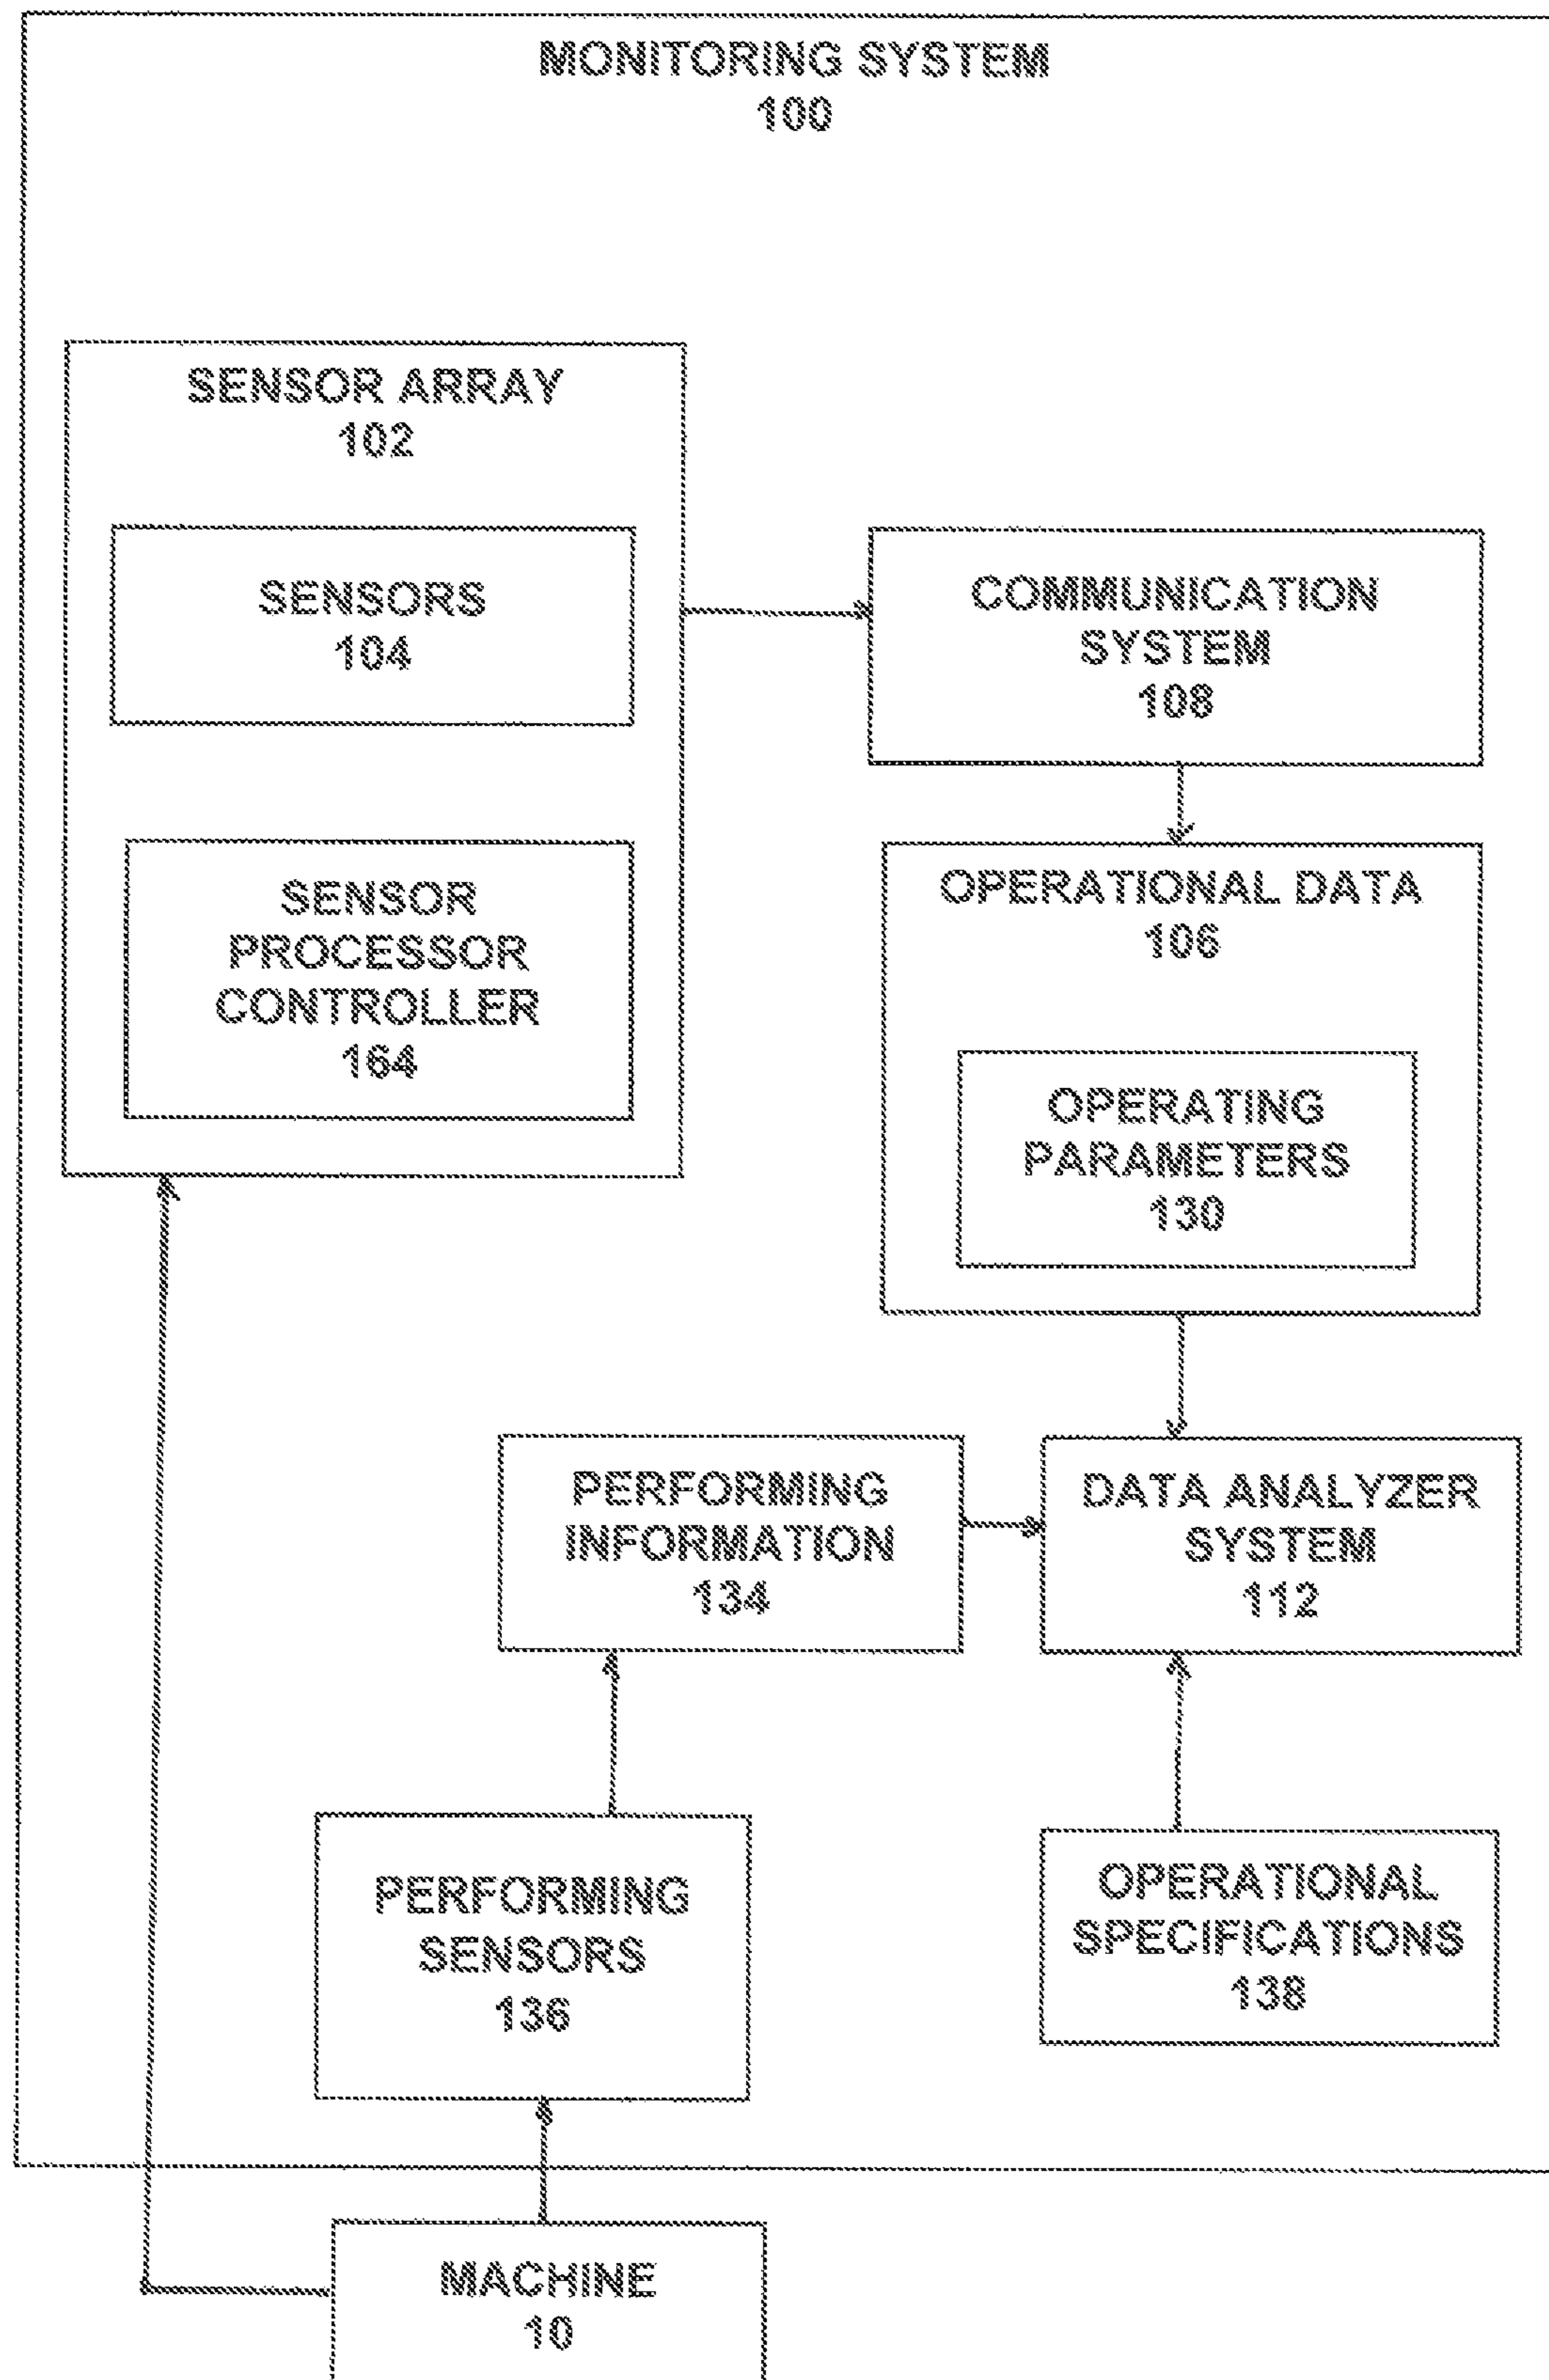 MONITORING SYSTEM
100
SENSOR ARRAY
102
SENSORS
104
COMMUNICATION
SYSTEM
108
SENSOR
PROCESSOR
CONTROLLER
164
OPERATIONAL DATA
106
OPERATING
PARAMETERS
130
PERFORMING
INFORMATION
134
DATA ANALYZER
SYSTEM
112
PERFORMING
SENSORS
136
OPERATIONAL
SPECIFICATIONS
138
MACHINE
10